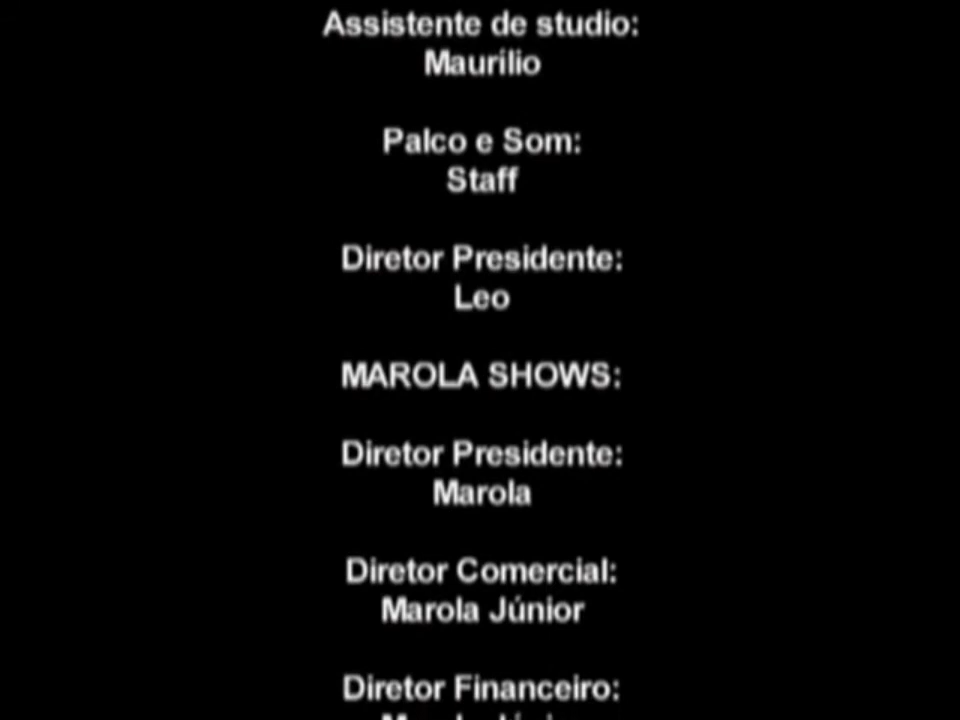 Assistente de studio:
Maurílio
Palco e Som:
Staff
Diretor Presidente:
Leo
MAROLA SHOWS:
Diretor Presidente:
Marola
Diretor Comercial:
Marola Júnior
Diretor Financeiro: